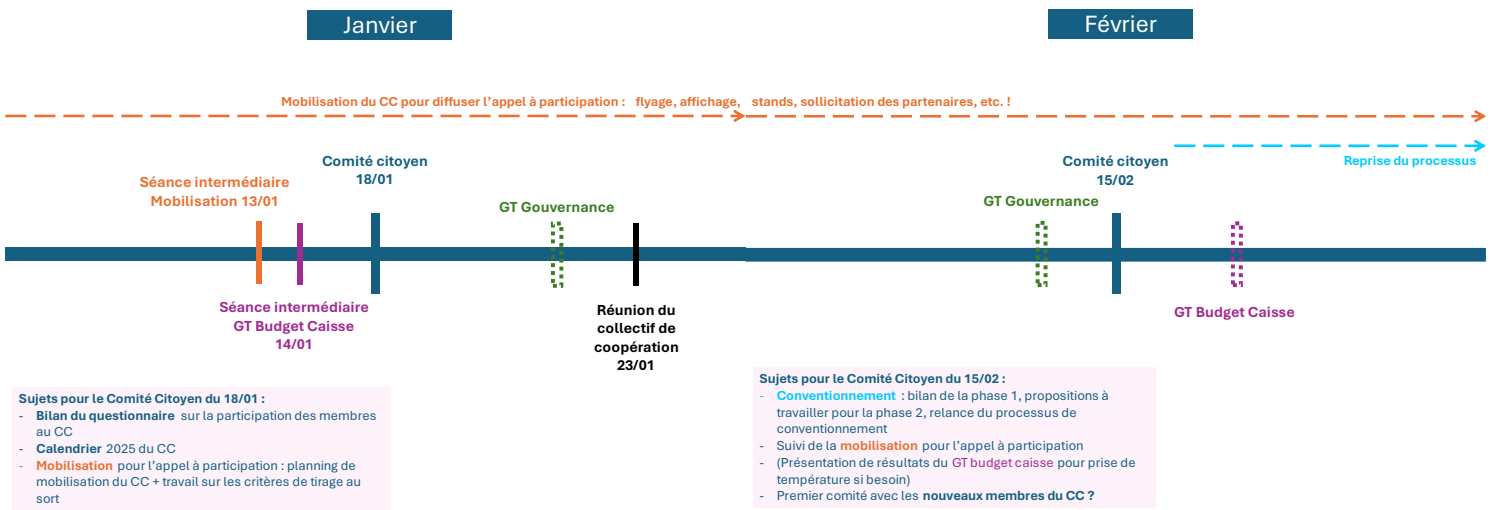 Janvier
Février
Mobilisation du CC pour diffuser l'appel à participation : flyage, affichage, stands, sollicitation des partenaires, etc. !
Reprise du processus
Séance intermédiaire
Mobilisation 13/01
Comité citoyen
18/01
GT Gouvernance
GT Gouvernance
Comité citoyen
15/02
Séance intermédiaire
GT Budget Caisse
14/01
Réunion du
collectif de
coopération
23/01
GT Budget Caisse
Sujets pour le Comité Citoyen du 18/01 :
- Bilan du questionnaire sur la participation des membres
au CC
- Calendrier 2025 du CC
- Mobilisation pour l'appel à participation : planning de
mobilisation du CC + travail sur les critères de tirage au
sort
Sujets pour le Comité Citoyen du 15/02 :
- Conventionnement : bilan de la phase 1, propositions à
travailler pour la phase 2, relance du processus de
conventionnement
- Suivi de la mobilisation pour l'appel à participation
- (Présentation de résultats du GT budget caisse pour prise de
température si besoin)
- Premier comité avec les nouveaux membres du CC ?